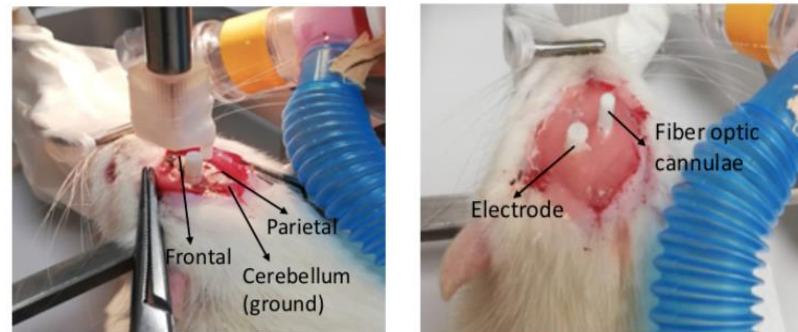 Parietal
Frontal
Cerebellum
(ground)
Fiber optic
cannulae
Electrode